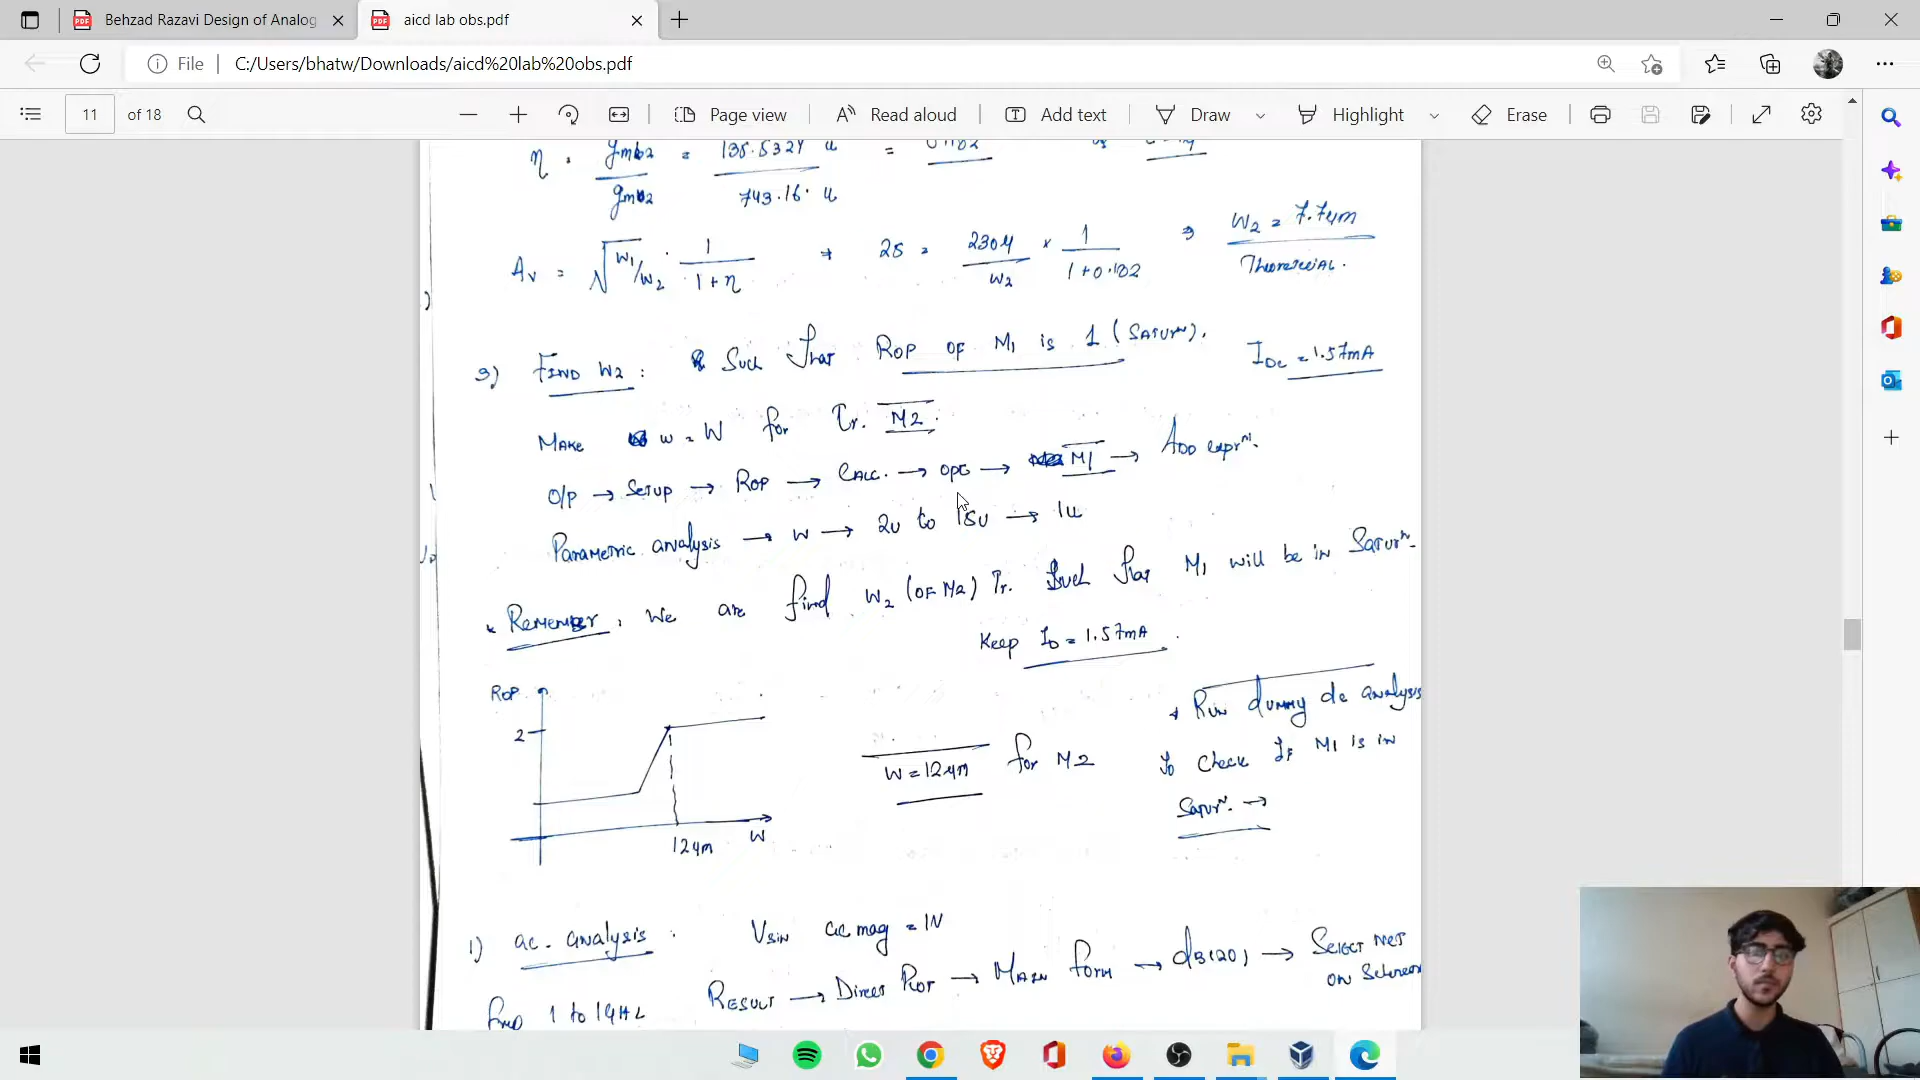 Behzad Razavi Design of Analog
aicd lab obs.pdf
File
C:/Users/bhatw/Downloads/aicd%20lab%20obs.pdf
11 of 18
Page view
Read aloud
Add text
Draw
Highlight
Erase
η = gmb2 / gm2 = 135.5324 u / 743.16 u =
Av = √W1/W2 · 1/1+η → 25 = 230u/W2 × 1/1+0.182 ⇒ W2 = 7.7um
Theoretical.
3) Find W2 : Such that ROP of M1 is 1 (Satur^n). IDC = 1.57mA
Make w = W for Tr. M2.
O/P → Setup → ROP → Calc. → opt → M1 → Add expr^n.
Parametric analysis → W → 2u to 15u → 1u
* Remember, We are find W2 (of M2) Tr. Such that M1 will be in Satur^n.
Keep ID = 1.57mA.
ROP
2
12um W
W = 12um for M2
* Run dummy dc analysis
to check If M1 is in
Satur^n. →
1) ac. analysis. Vsin ac mag = 1V
Result → Direct Plot → Main form → dB(20) → Select net
on Schema
1 to 1GHz